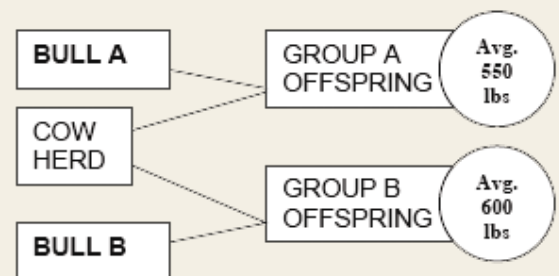 BULL A
COW
HERD
BULL B
GROUP A
OFFSPRING
Avg.
550
lbs
GROUP B
OFFSPRING
Avg.
600
lbs